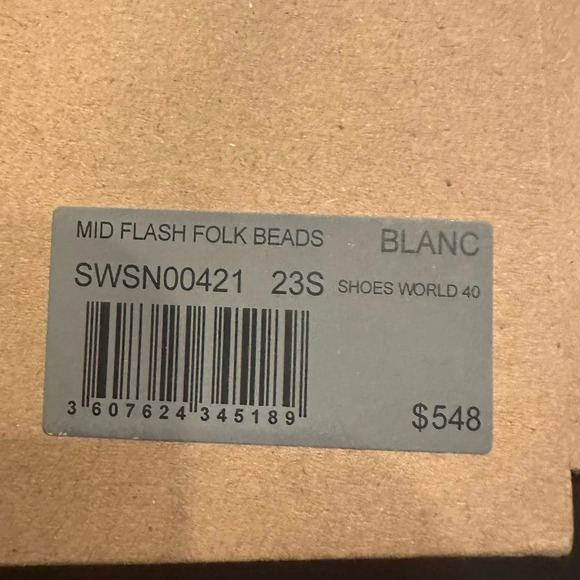 MID FLASH FOLK BEADS BLANC
SWSN00421 23S SHOES WORLD 40
3 607624 345189
$548